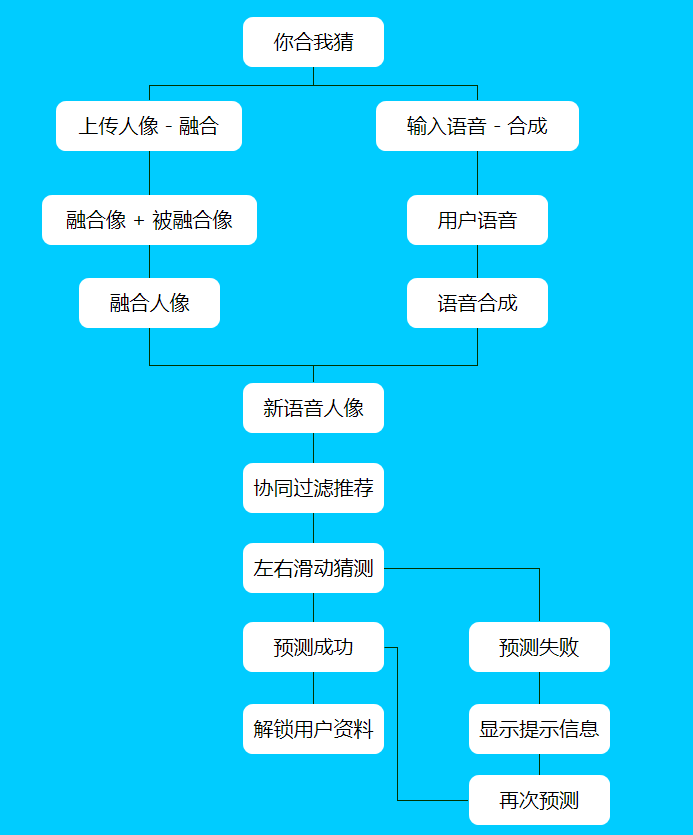 你合我猜
上传人像 - 融合
输入语音 - 合成
融合像 + 被融合像
用户语音
融合人像
语音合成
新语音人像
协同过滤推荐
左右滑动猜测
预测成功
预测失败
解锁用户资料
显示提示信息
再次预测